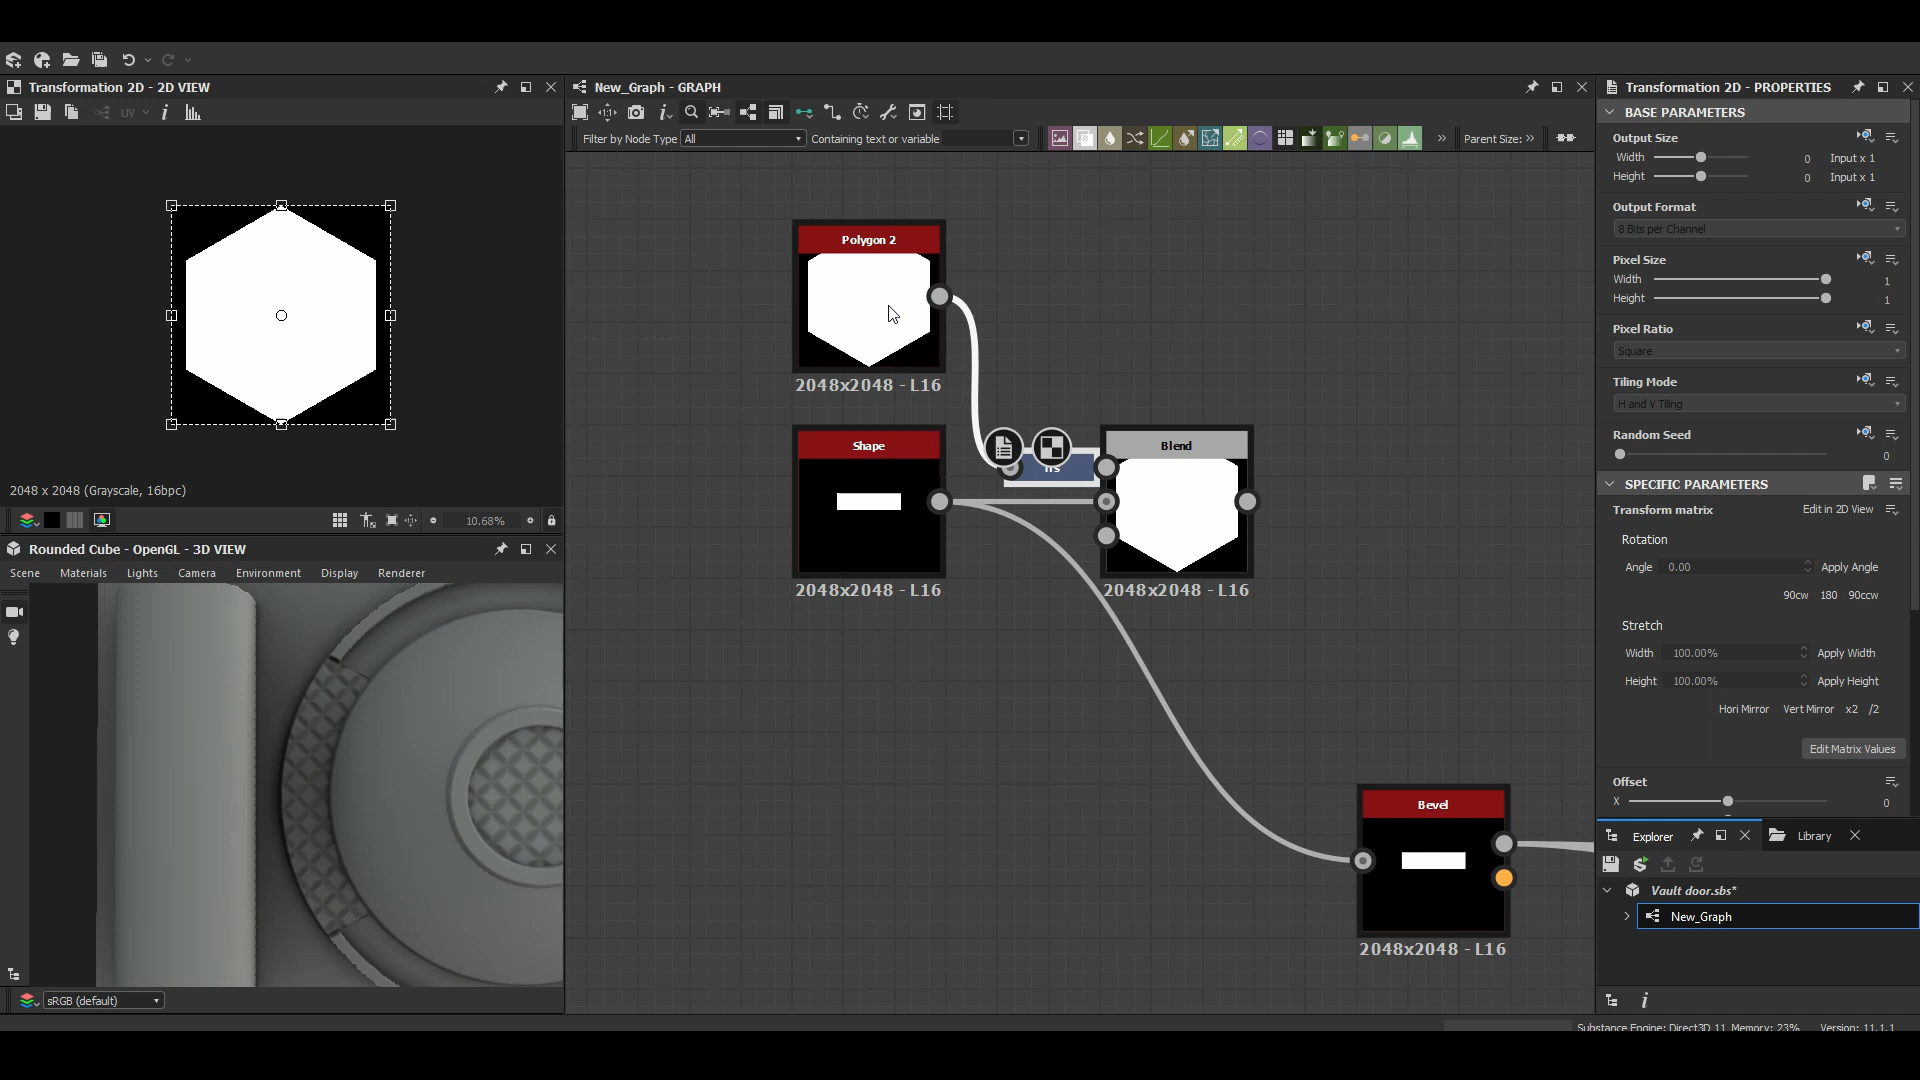 Transformation 2D - 2D VIEW
UV
2048 x 2048 (Grayscale, 16bpc)
10.68%
Rounded Cube - OpenGL - 3D VIEW
Scene Materials Lights Camera Environment Display Renderer
sRGB (default)
New_Graph - GRAPH
Filter by Node Type All Containing text or variable Parent Size:
Polygon 2
2048x2048 - L16
Shape
2048x2048 - L16
Blend
2048x2048 - L16
Bevel
2048x2048 - L16
Transformation 2D - PROPERTIES
BASE PARAMETERS
Output Size
Width 0 Input x 1
Height 0 Input x 1
Output Format
8 Bits per Channel
Pixel Size
Width 1
Height 1
Pixel Ratio
Square
Tiling Mode
H and V Tiling
Random Seed
0
SPECIFIC PARAMETERS
Transform matrix Edit in 2D View
Rotation
Angle 0.00 Apply Angle
90cw 180 90ccw
Stretch
Width 100.00% Apply Width
Height 100.00% Apply Height
Hori Mirror Vert Mirror x2 /2
Edit Matrix Values
Offset
X 0
Explorer Library
Vault door.sbs*
New_Graph
Substance Engine: Direct3D 11 Memory: 23% Version: 11.1.1